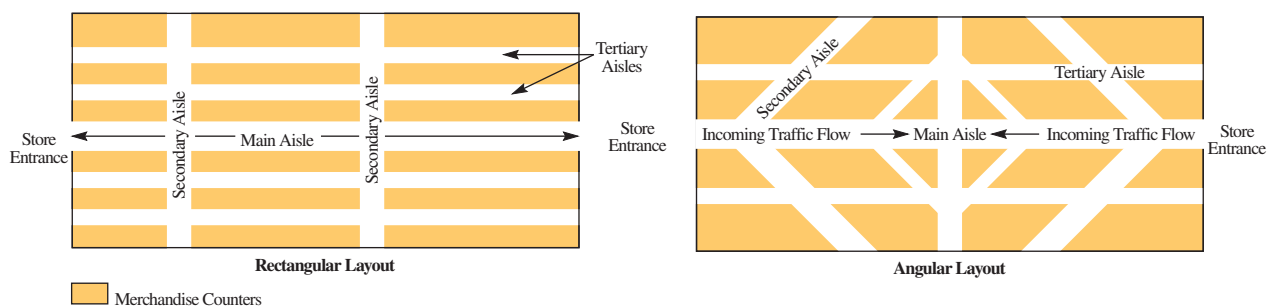 Tertiary
Aisles
Secondary Aisle
Secondary Aisle
Store
Entrance
Main Aisle
Store
Entrance
Rectangular Layout
Merchandise Counters
Secondary Aisle
Tertiary Aisle
Incoming Traffic Flow
Main Aisle
Incoming Traffic Flow
Store
Entrance
Angular Layout